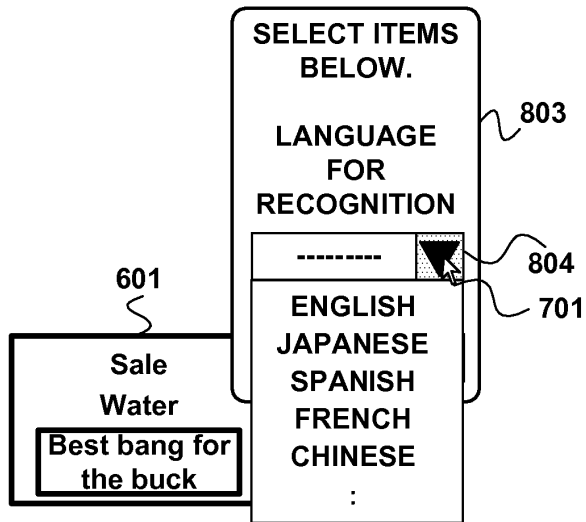 SELECT ITEMS
BELOW.
LANGUAGE
FOR
RECOGNITION
---------
ENGLISH
JAPANESE
SPANISH
FRENCH
CHINESE
:
803
804
701
601
Sale
Water
Best bang for
the buck